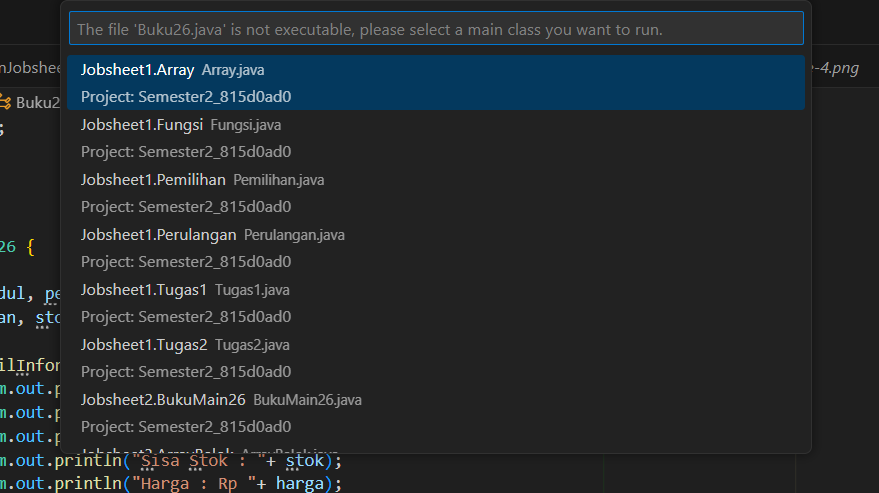 The file 'Buku26.java' is not executable, please select a main class you want to run.
Jobsheet1.Array Array.java
Project: Semester2_815d0ad0
Jobsheet1.Fungsi Fungsi.java
Project: Semester2_815d0ad0
Jobsheet1.Pemilihan Pemilihan.java
Project: Semester2_815d0ad0
Jobsheet1.Perulangan Perulangan.java
Project: Semester2_815d0ad0
Jobsheet1.Tugas1 Tugas1.java
Project: Semester2_815d0ad0
Jobsheet1.Tugas2 Tugas2.java
Project: Semester2_815d0ad0
Jobsheet2.BukuMain26 BukuMain26.java
Project: Semester2_815d0ad0
nJobshee
e-4.png
Buku2
;
26 {
dul, pe
an, sto
ilInfor
m.out.p
m.out.p
m.out.p
m.out.println("Sisa Stok : "+ stok);
m.out.println("Harga : Rp "+ harga);